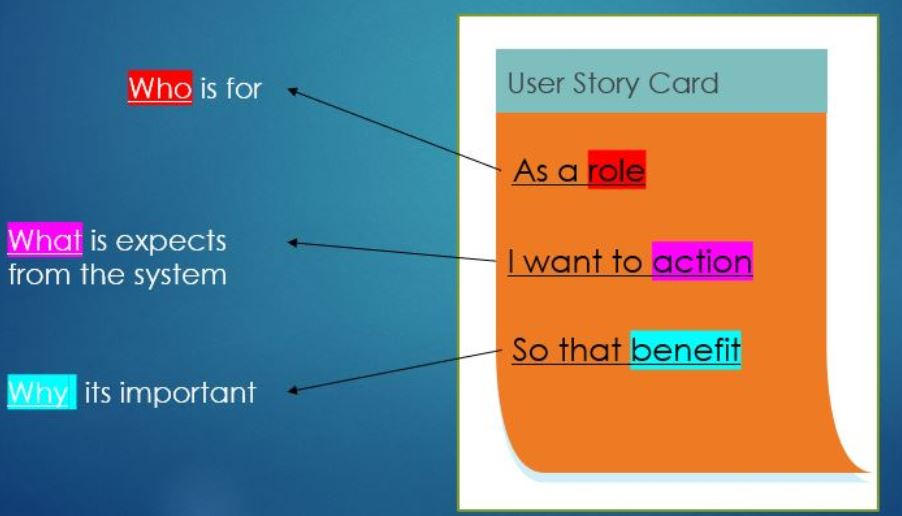 Who is for
What is expects
from the system
Why its important
User Story Card
As a role
I want to action
So that benefit